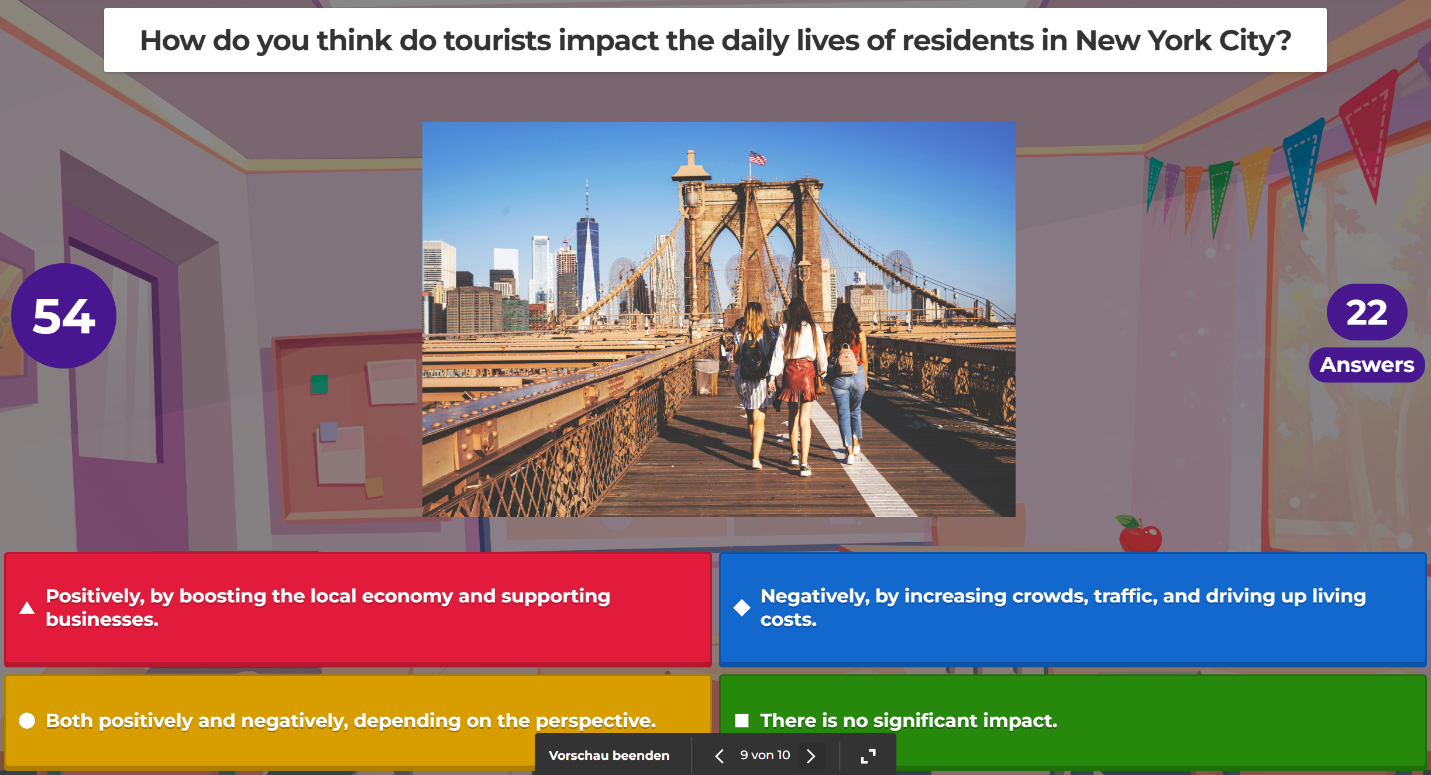 How do you think do tourists impact the daily lives of residents in New York City?
54
22
Answers
Positively, by boosting the local economy and supporting
businesses.
Negatively, by increasing crowds, traffic, and driving up living
costs.
Both positively and negatively, depending on the perspective.
There is no significant impact.
Vorschau beenden
9 von 10